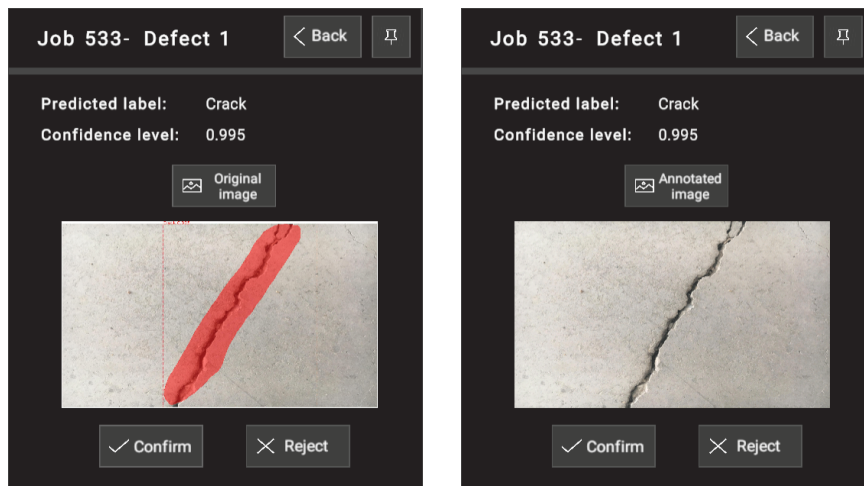 Job 533- Defect 1
Back
Predicted label: Crack
Confidence level: 0.995
Original
image
Confirm
Reject
Job 533- Defect 1
Back
Predicted label: Crack
Confidence level: 0.995
Annotated
image
Confirm
Reject